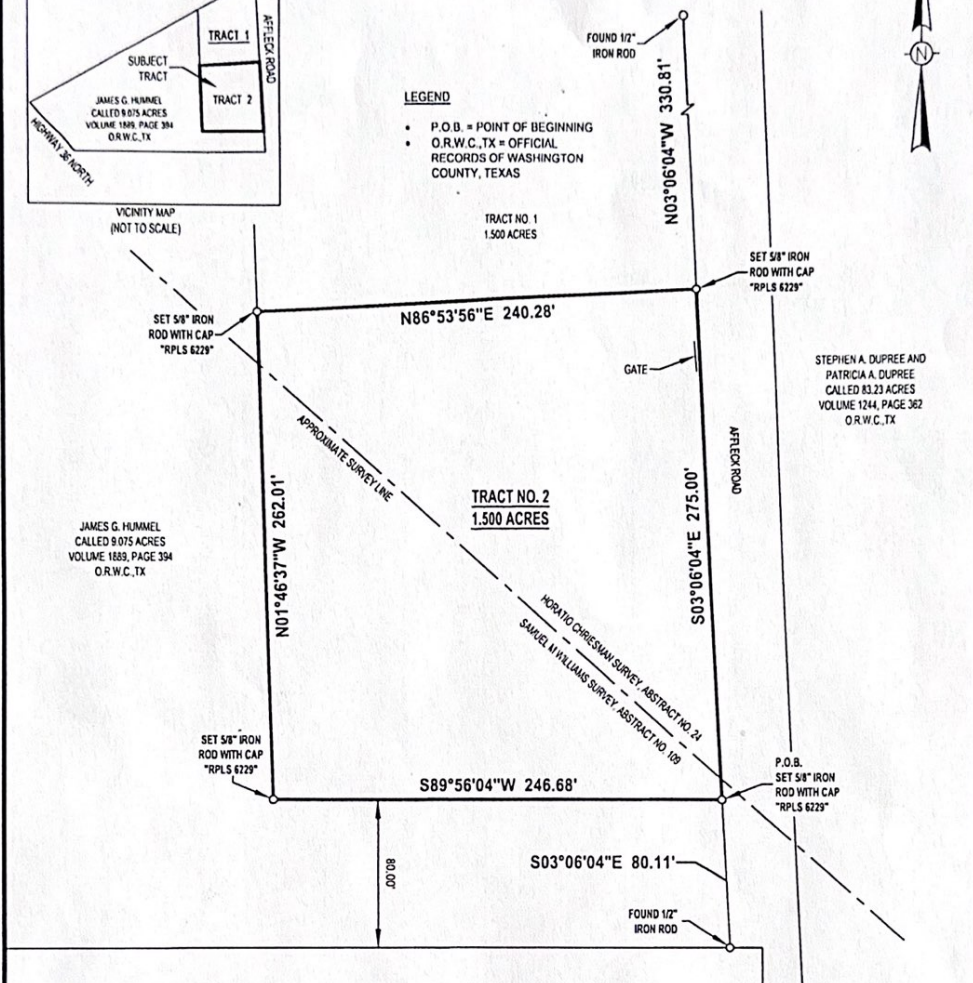 TRACT 1
AFFLECK ROAD
SUBJECT
TRACT
TRACT 2
JAMES G. HUMMEL
CALLED 9.075 ACRES
VOLUME 1889, PAGE 394
O.R.W.C.,TX
HIGHWAY 36 NORTH
VICINITY MAP
(NOT TO SCALE)
LEGEND
• P.O.B. = POINT OF BEGINNING
• O.R.W.C.,TX = OFFICIAL
RECORDS OF WASHINGTON
COUNTY, TEXAS
FOUND 1/2"
IRON ROD
N03°06'04"W 330.81'
N
TRACT NO. 1
1.500 ACRES
SET 5/8" IRON
ROD WITH CAP
"RPLS 6229"
SET 5/8" IRON
ROD WITH CAP
"RPLS 6229"
N86°53'56"E 240.28'
GATE
STEPHEN A. DUPREE AND
PATRICIA A. DUPREE
CALLED 83.23 ACRES
VOLUME 1244, PAGE 362
O.R.W.C.,TX
APPROXIMATE SURVEY LINE
AFFLECK ROAD
TRACT NO. 2
1.500 ACRES
JAMES G. HUMMEL
CALLED 9.075 ACRES
VOLUME 1889, PAGE 394
O.R.W.C.,TX
N01°46'37"W 262.01'
S03°06'04"E 275.00'
HORATIO CHRIESMAN SURVEY, ABSTRACT NO. 24
SAMUEL M WILLIAMS SURVEY, ABSTRACT NO. 109
SET 5/8" IRON
ROD WITH CAP
"RPLS 6229"
S89°56'04"W 246.68'
P.O.B.
SET 5/8" IRON
ROD WITH CAP
"RPLS 6229"
80.00'
S03°06'04"E 80.11'
FOUND 1/2"
IRON ROD